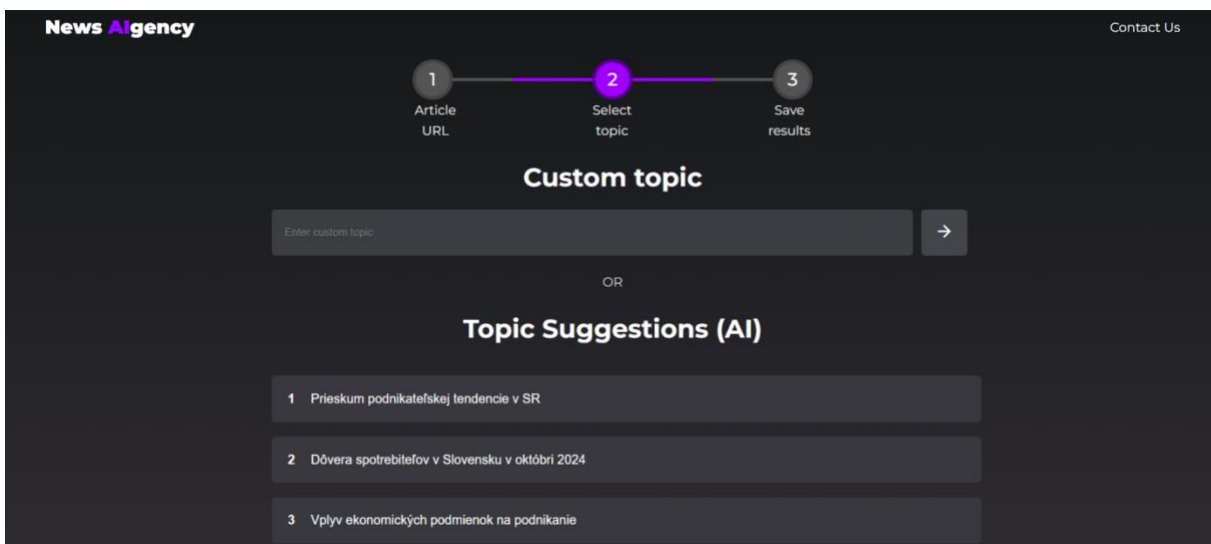 News AIgency
Contact Us
1
2
3
Article
URL
Select
topic
Save
results
Custom topic
Enter custom topic
OR
Topic Suggestions (AI)
1 Prieskum podnikateľskej tendencie v SR
2 Dôvera spotrebiteľov v Slovensku v októbri 2024
3 Vplyv ekonomických podmienok na podnikanie